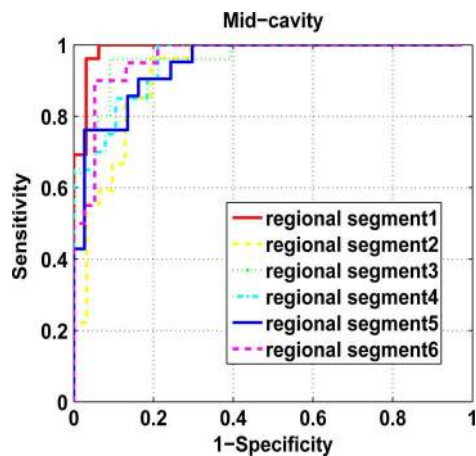 Mid-cavity
1
0.8
0.6
0.4
0.2
0
Sensitivity
regional segment1
regional segment2
regional segment3
regional segment4
regional segment5
regional segment6
0 0.2 0.4 0.6 0.8 1
1-Specificity